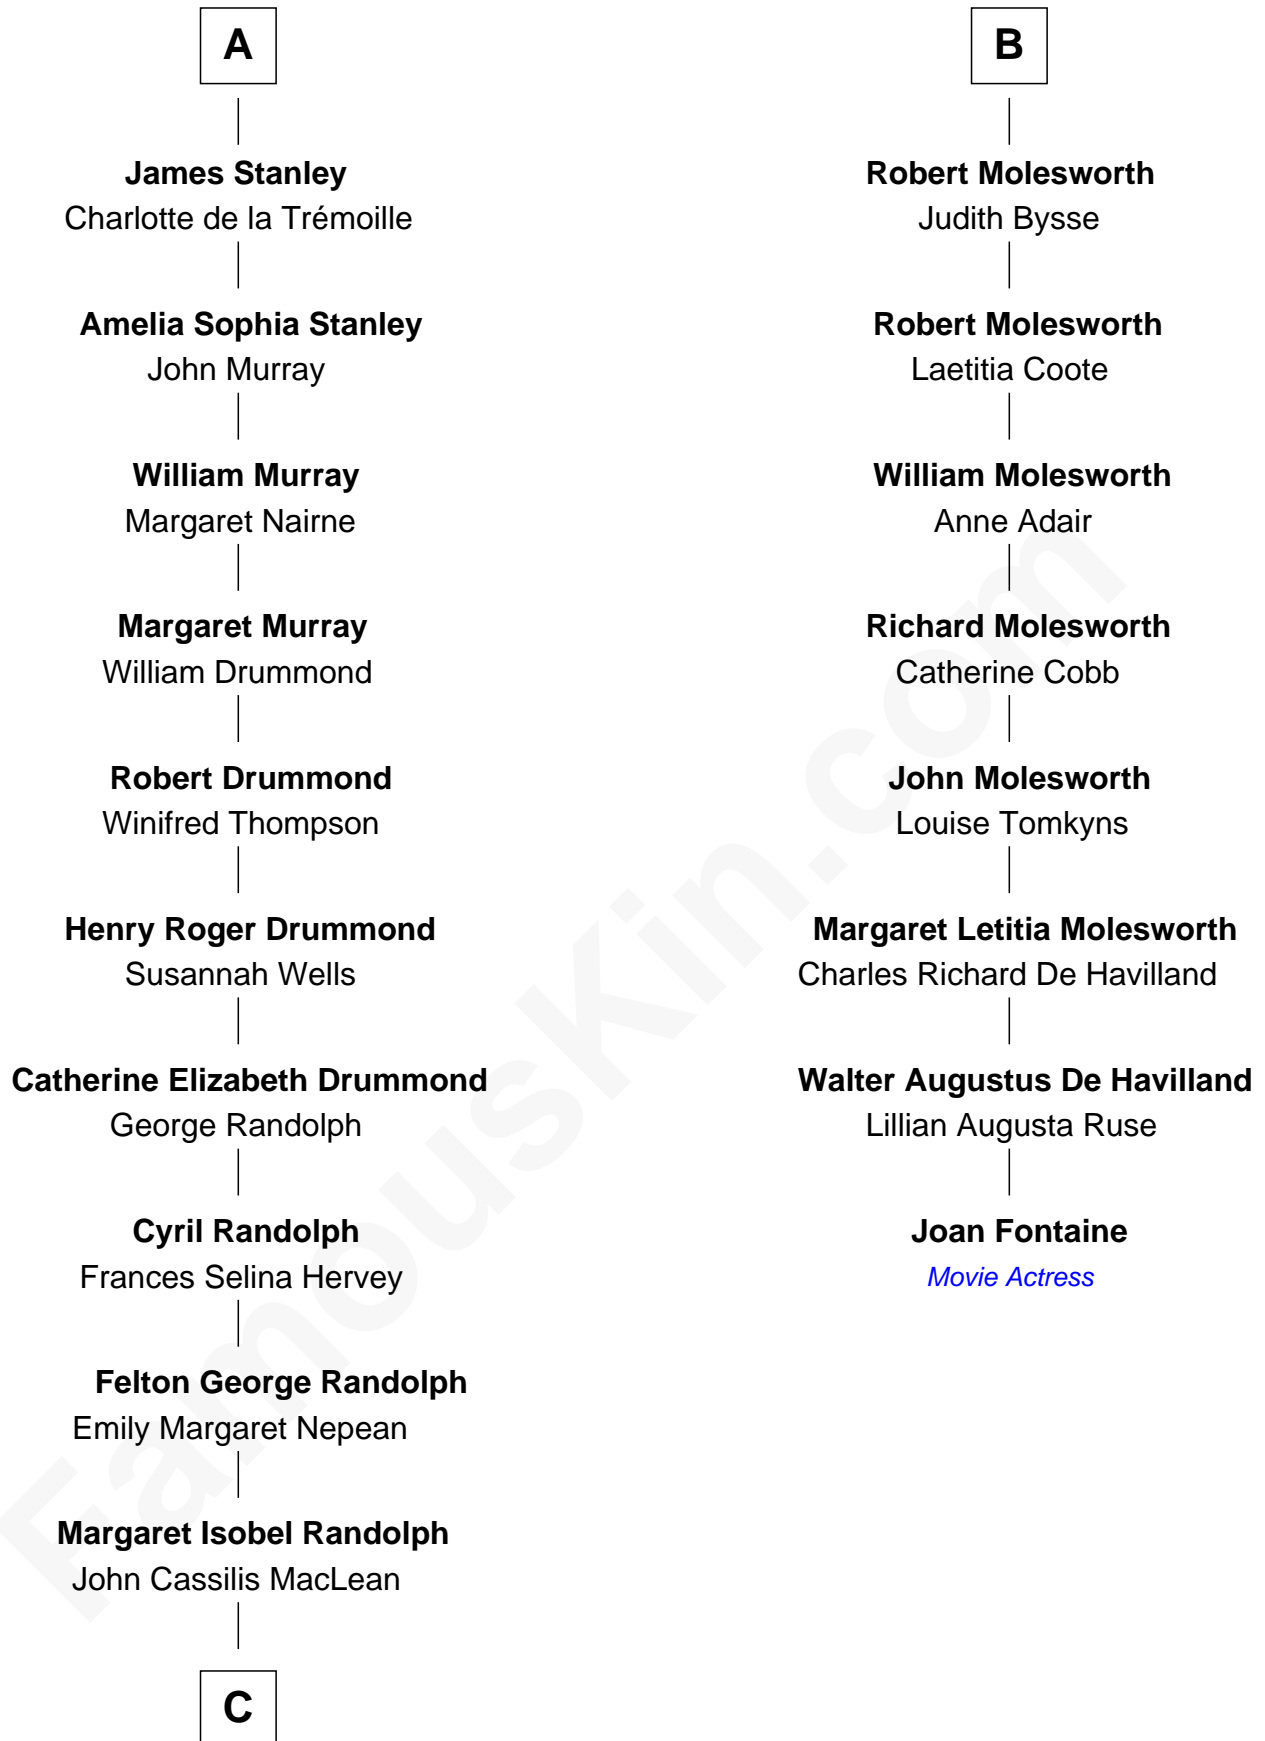 A
James Stanley
Charlotte de la Trémoille
Amelia Sophia Stanley
John Murray
William Murray
Margaret Nairne
Margaret Murray
William Drummond
Robert Drummond
Winifred Thompson
Henry Roger Drummond
Susannah Wells
Catherine Elizabeth Drummond
George Randolph
Cyril Randolph
Frances Selina Hervey
Felton George Randolph
Emily Margaret Nepean
Margaret Isobel Randolph
John Cassilis MacLean
C
B
Robert Molesworth
Judith Bysse
Robert Molesworth
Laetitia Coote
William Molesworth
Anne Adair
Richard Molesworth
Catherine Cobb
John Molesworth
Louise Tomkyns
Margaret Letitia Molesworth
Charles Richard De Havilland
Walter Augustus De Havilland
Lillian Augusta Ruse
Joan Fontaine
Movie Actress
FamousKin.com